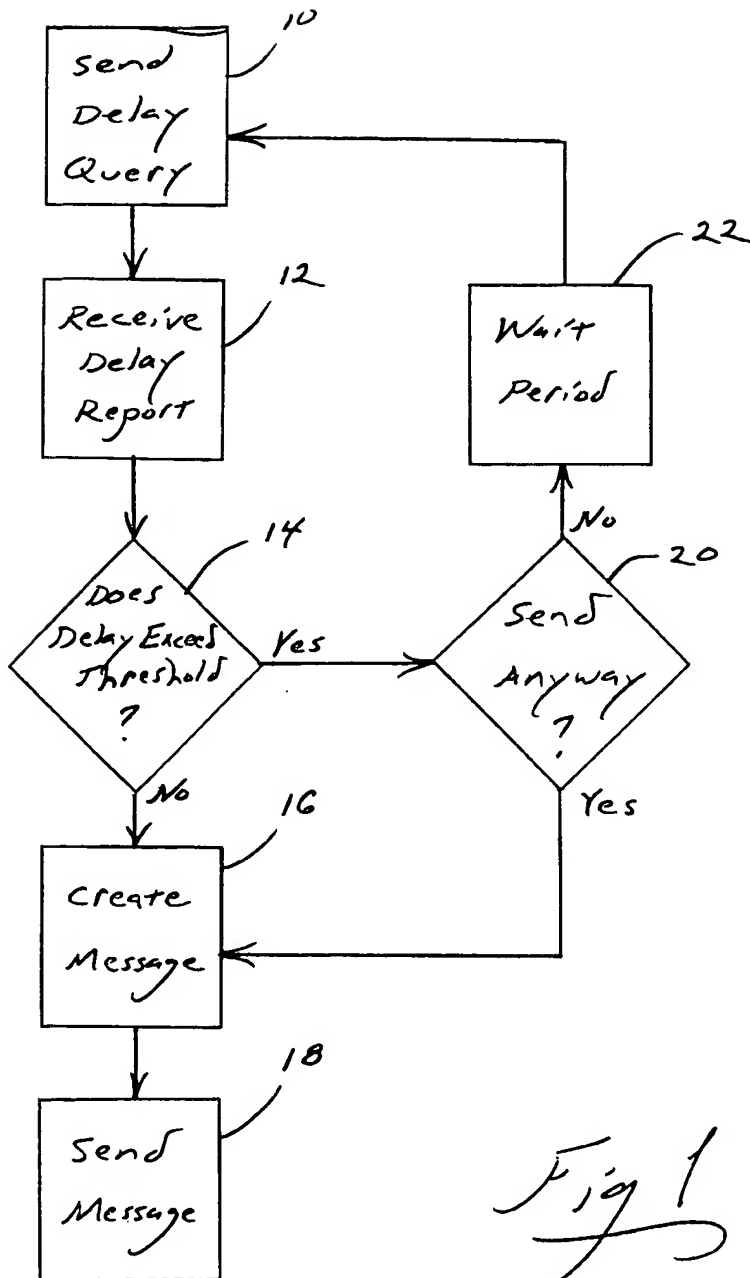 10
Send
Delay
Query
12
Receive
Delay
Report
22
Wait
Period
14
Does
Delay Exceed
Threshold
?
Yes
No
20
Send
Anyway
?
No
Yes
16
Create
Message
18
Send
Message
Fig 1